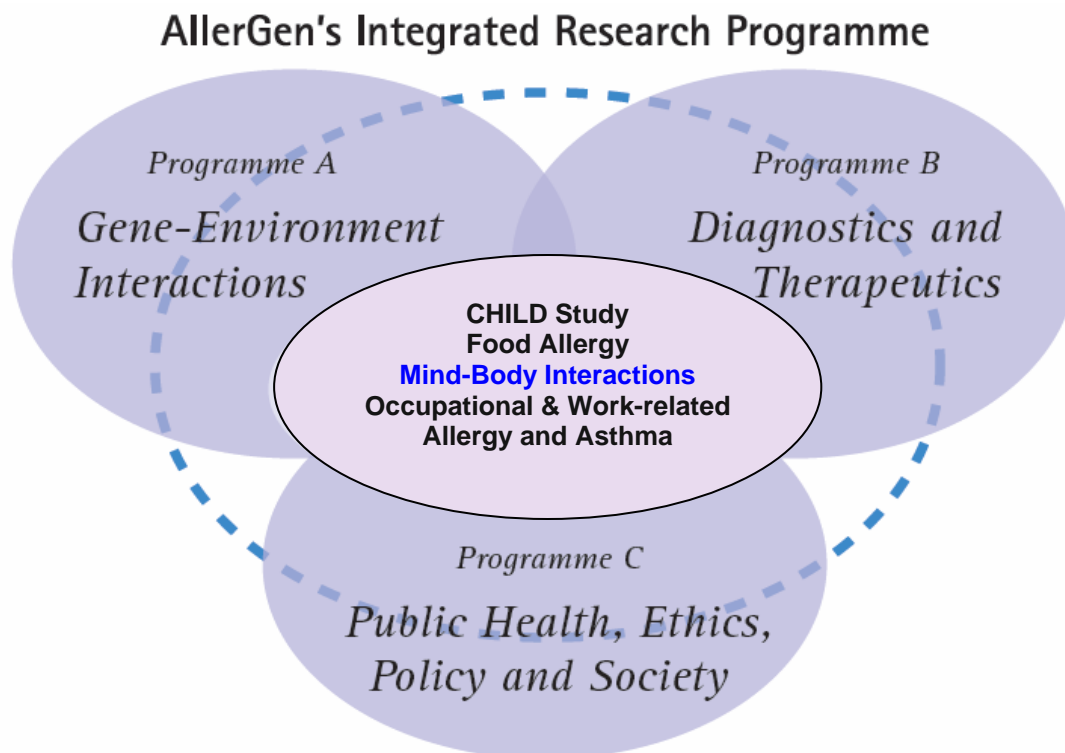 AllerGen's Integrated Research Programme
Programme A
Gene-Environment
Interactions
Programme B
Diagnostics and
Therapeutics
CHILD Study
Food Allergy
Mind-Body Interactions
Occupational & Work-related
Allergy and Asthma
Programme C
Public Health, Ethics,
Policy and Society